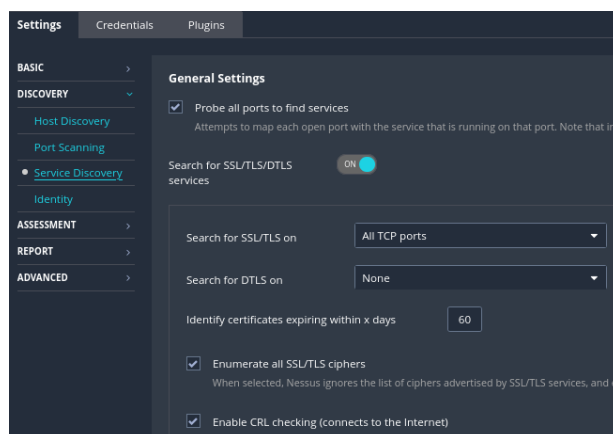 Settings Credentials Plugins
BASIC
DISCOVERY
Host Discovery
Port Scanning
Service Discovery
Identity
ASSESSMENT
REPORT
ADVANCED
General Settings
Probe all ports to find services
Attempts to map each open port with the service that is running on that port. Note that in
Search for SSL/TLS/DTLS
services
ON
Search for SSL/TLS on All TCP ports
Search for DTLS on None
Identify certificates expiring within x days 60
Enumerate all SSL/TLS ciphers
When selected, Nessus ignores the list of ciphers advertised by SSL/TLS services, and
Enable CRL checking (connects to the Internet)